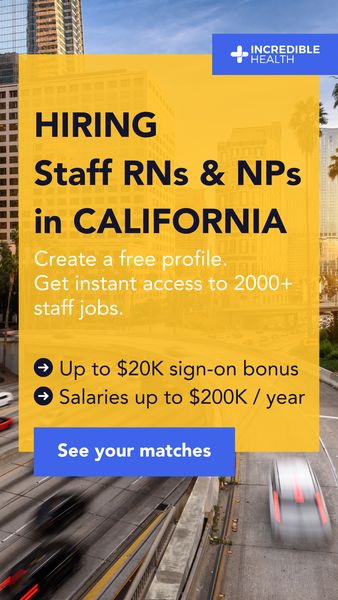 INCREDIBLE
HEALTH
HIRING
Staff RNs & NPs
in CALIFORNIA
Create a free profile.
Get instant access to 2000+
staff jobs.
Up to $20K sign-on bonus
Salaries up to $200K / year
See your matches